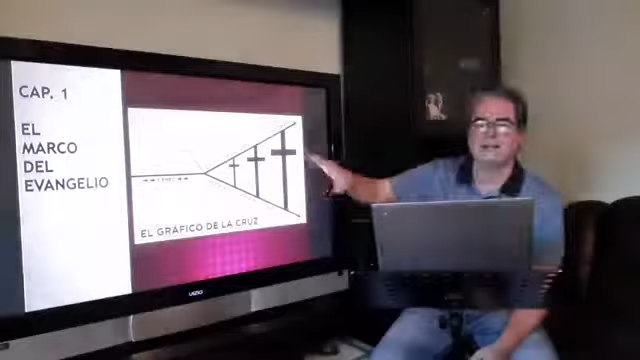 CAP. 1
EL
MARCO
DEL
EVANGELIO
EL GRÁFICO DE LA CRUZ
VIZIO